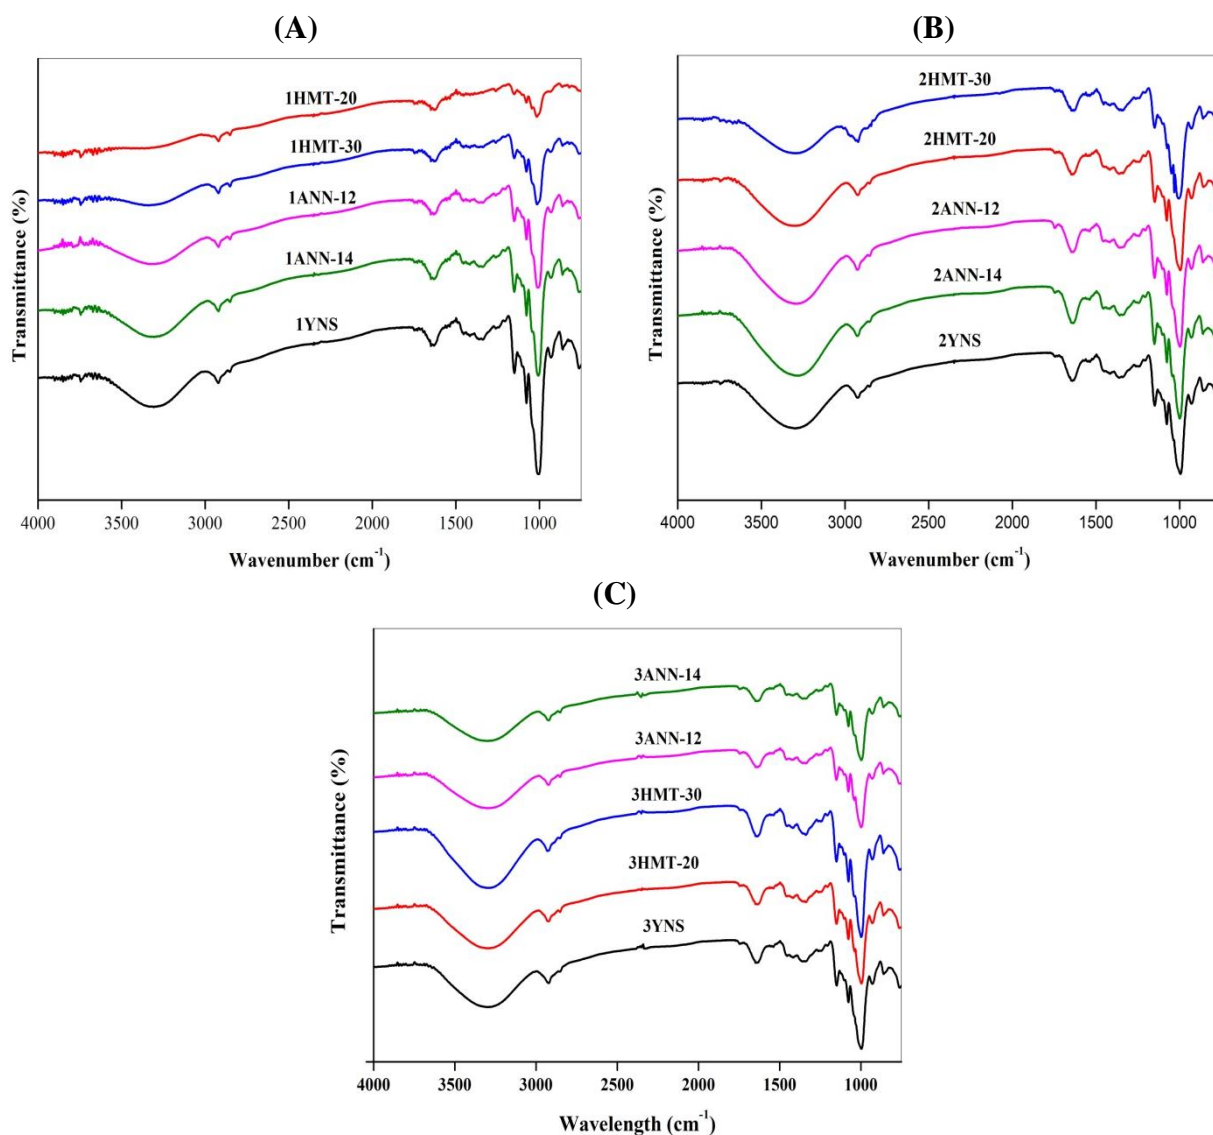 (A)
Transmittance (%)
1HMT-20
1HMT-30
1ANN-12
1ANN-14
1YNS
4000 3500 3000 2500 2000 1500 1000
Wavenumber (cm⁻¹)
(B)
Transmittance (%)
2HMT-30
2HMT-20
2ANN-12
2ANN-14
2YNS
4000 3500 3000 2500 2000 1500 1000
Wavenumber (cm⁻¹)
(C)
Transmittance (%)
3ANN-14
3ANN-12
3HMT-30
3HMT-20
3YNS
4000 3500 3000 2500 2000 1500 1000
Wavelength (cm⁻¹)